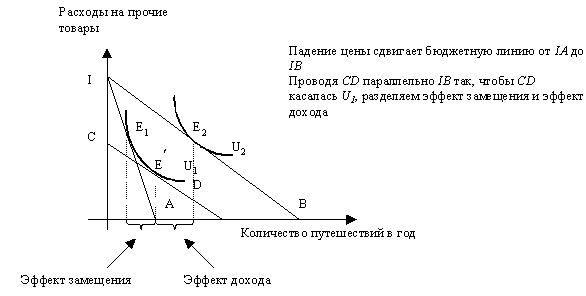 Расходы на прочие
товары
Падение цены сдвигает бюджетную линию от IA до
IB
Проводя CD параллельно IB так, чтобы CD
касалась U1, разделяем эффект замещения и эффект
дохода
I
E1
E2
C
U2
E'
U1
D
A
B
Количество путешествий в год
Эффект замещения
Эффект дохода